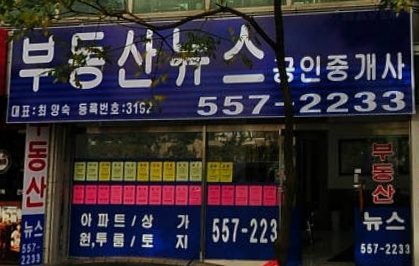 부동산뉴스 공인중개사
대표:최양숙 등록번호:3192
557-2233
부동산
뉴스
557-
2233
아파트/상가
원,투룸/토지
557-223
부동산
뉴스
557-2233